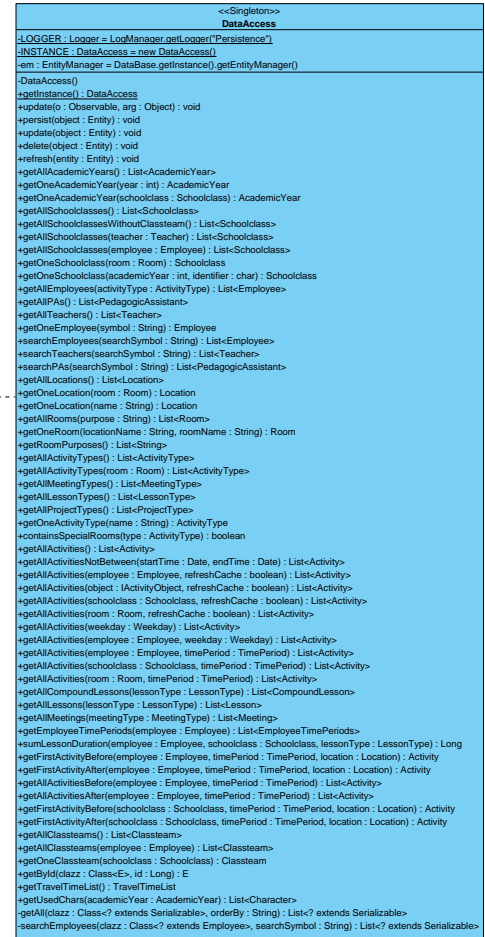 <<Singleton>>
DataAccess
-LOGGER : Logger = LogManager.getLogger("Persistence")
-INSTANCE : DataAccess = new DataAccess()
-em : EntityManager = DataBase.getInstance().getEntityManager()
-DataAccess()
+getInstance() : DataAccess
+update(o : Observable, arg : Object) : void
+persist(object : Entity) : void
+update(object : Entity) : void
+delete(object : Entity) : void
+refresh(entity : Entity) : void
+getAllAcademicYears() : List<AcademicYear>
+getOneAcademicYear(year : int) : AcademicYear
+getOneAcademicYear(schoolclass : Schoolclass) : AcademicYear
+getAllSchoolclasses() : List<Schoolclass>
+getAllSchoolclassesWithoutClassteam() : List<Schoolclass>
+getAllSchoolclasses(teacher : Teacher) : List<Schoolclass>
+getAllSchoolclasses(employee : Employee) : List<Schoolclass>
+getOneSchoolclass(room : Room) : Schoolclass
+getOneSchoolclass(academicYear : int, identifier : char) : Schoolclass
+getAllEmployees(activityType : ActivityType) : List<Employee>
+getAllPAs() : List<PedagogicAssistant>
+getAllTeachers() : List<Teacher>
+getOneEmployee(symbol : String) : Employee
+searchEmployees(searchSymbol : String) : List<Employee>
+searchTeachers(searchSymbol : String) : List<Teacher>
+searchPAs(searchSymbol : String) : List<PedagogicAssistant>
+getAllLocations() : List<Location>
+getOneLocation(room : Room) : Location
+getOneLocation(name : String) : Location
+getAllRooms(purpose : String) : List<Room>
+getOneRoom(locationName : String, roomName : String) : Room
+getRoomPurposes() : List<String>
+getAllActivityTypes() : List<ActivityType>
+getAllActivityTypes(room : Room) : List<ActivityType>
+getAllMeetingTypes() : List<MeetingType>
+getAllLessonTypes() : List<LessonType>
+getAllProjectTypes() : List<ProjectType>
+getOneActivityType(name : String) : ActivityType
+containsSpecialRooms(type : ActivityType) : boolean
+getAllActivities() : List<Activity>
+getAllActivitiesNotBetween(startTime : Date, endTime : Date) : List<Activity>
+getAllActivities(employee : Employee, refreshCache : boolean) : List<Activity>
+getAllActivities(object : IActivityObject, refreshCache : boolean) : List<Activity>
+getAllActivities(schoolclass : Schoolclass, refreshCache : boolean) : List<Activity>
+getAllActivities(room : Room, refreshCache : boolean) : List<Activity>
+getAllActivities(weekday : Weekday) : List<Activity>
+getAllActivities(employee : Employee, weekday : Weekday) : List<Activity>
+getAllActivities(employee : Employee, timePeriod : TimePeriod) : List<Activity>
+getAllActivities(schoolclass : Schoolclass, timePeriod : TimePeriod) : List<Activity>
+getAllActivities(room : Room, timePeriod : TimePeriod) : List<Activity>
+getAllCompoundLessons(lessonType : LessonType) : List<CompoundLesson>
+getAllLessons(lessonType : LessonType) : List<Lesson>
+getAllMeetings(meetingType : MeetingType) : List<Meeting>
+getEmployeeTimePeriods(employee : Employee) : List<EmployeeTimePeriods>
+sumLessonDuration(employee : Employee, schoolclass : Schoolclass, lessonType : LessonType) : Long
+getFirstActivityBefore(employee : Employee, timePeriod : TimePeriod, location : Location) : Activity
+getFirstActivityAfter(employee : Employee, timePeriod : TimePeriod, location : Location) : Activity
+getAllActivitiesBefore(employee : Employee, timePeriod : TimePeriod) : List<Activity>
+getAllActivitiesAfter(employee : Employee, timePeriod : TimePeriod) : List<Activity>
+getFirstActivityBefore(schoolclass : Schoolclass, timePeriod : TimePeriod, location : Location) : Activity
+getFirstActivityAfter(schoolclass : Schoolclass, timePeriod : TimePeriod, location : Location) : Activity
+getAllClassteams() : List<Classteam>
+getAllClassteams(employee : Employee) : List<Classteam>
+getOneClassteam(schoolclass : Schoolclass) : Classteam
+getById(clazz : Class<E>, id : Long) : E
+getTravelTimeList() : TravelTimeList
+getUsedChars(academicYear : AcademicYear) : List<Character>
-getAll(clazz : Class<? extends Serializable>, orderBy : String) : List<? extends Serializable>
-searchEmployees(clazz : Class<? extends Employee>, searchSymbol : String) : List<? extends Employee>